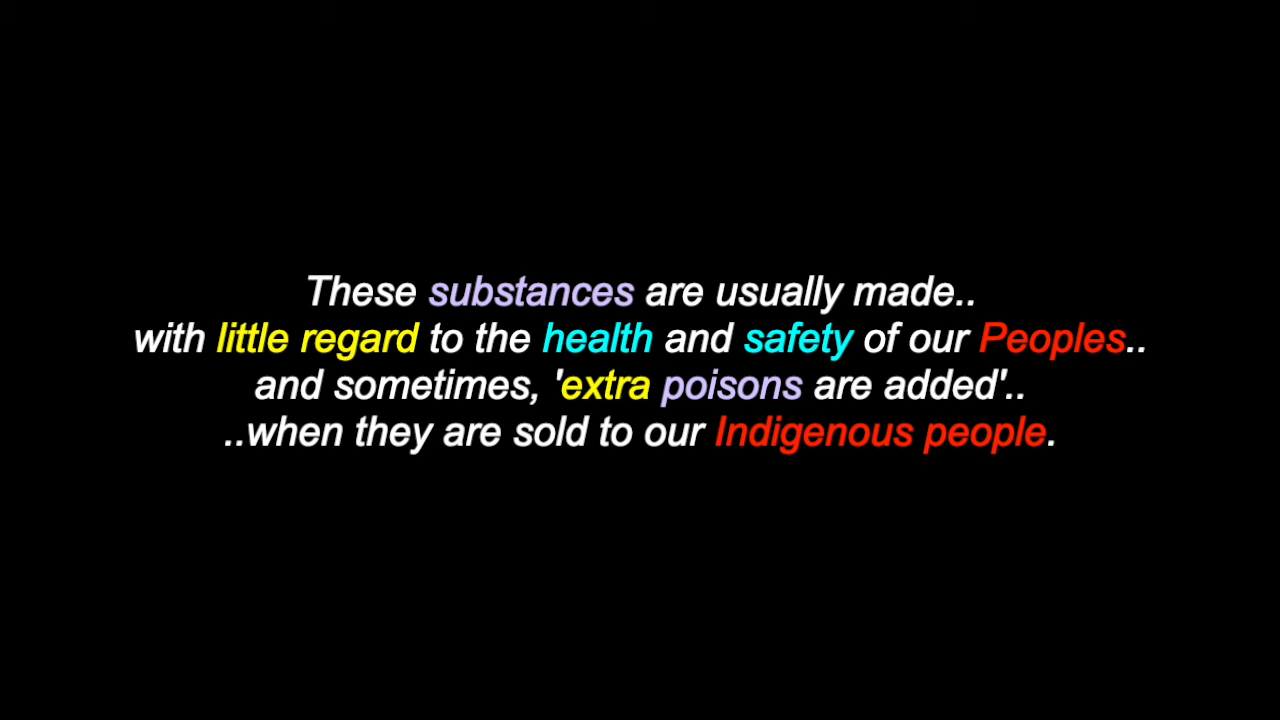 These substances are usually made..
with little regard to the health and safety of our Peoples..
and sometimes, 'extra poisons are added'..
..when they are sold to our Indigenous people.